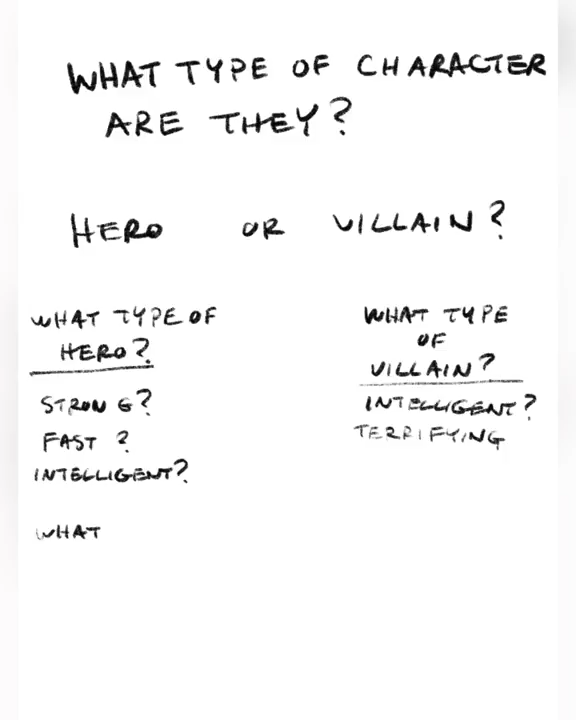 WHAT TYPE OF CHARACTER
ARE THEY?
HERO OR VILLAIN?
WHAT TYPE OF
HERO?
STRONG?
FAST?
INTELLIGENT?
WHAT
WHAT TYPE
OF
VILLAIN?
INTELLIGENT?
TERRIFYING